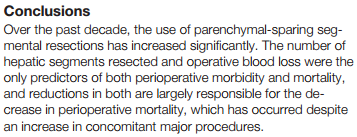 Conclusions
Over the past decade, the use of parenchymal-sparing seg-
mental resections has increased significantly. The number of
hepatic segments resected and operative blood loss were the
only predictors of both perioperative morbidity and mortality,
and reductions in both are largely responsible for the de-
crease in perioperative mortality, which has occurred despite
an increase in concomitant major procedures.